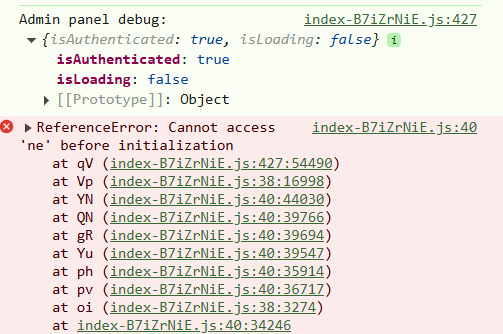 Admin panel debug: index-B7iZrNiE.js:427
▼ {isAuthenticated: true, isLoading: false} i
isAuthenticated: true
isLoading: false
▶ [[Prototype]]: Object
▶ ReferenceError: Cannot access index-B7iZrNiE.js:40
'ne' before initialization
at qV (index-B7iZrNiE.js:427:54490)
at Vp (index-B7iZrNiE.js:38:16998)
at YN (index-B7iZrNiE.js:40:44030)
at QN (index-B7iZrNiE.js:40:39766)
at gR (index-B7iZrNiE.js:40:39694)
at Yu (index-B7iZrNiE.js:40:39547)
at ph (index-B7iZrNiE.js:40:35914)
at pv (index-B7iZrNiE.js:40:36717)
at oi (index-B7iZrNiE.js:38:3274)
at index-B7iZrNiE.js:40:34246